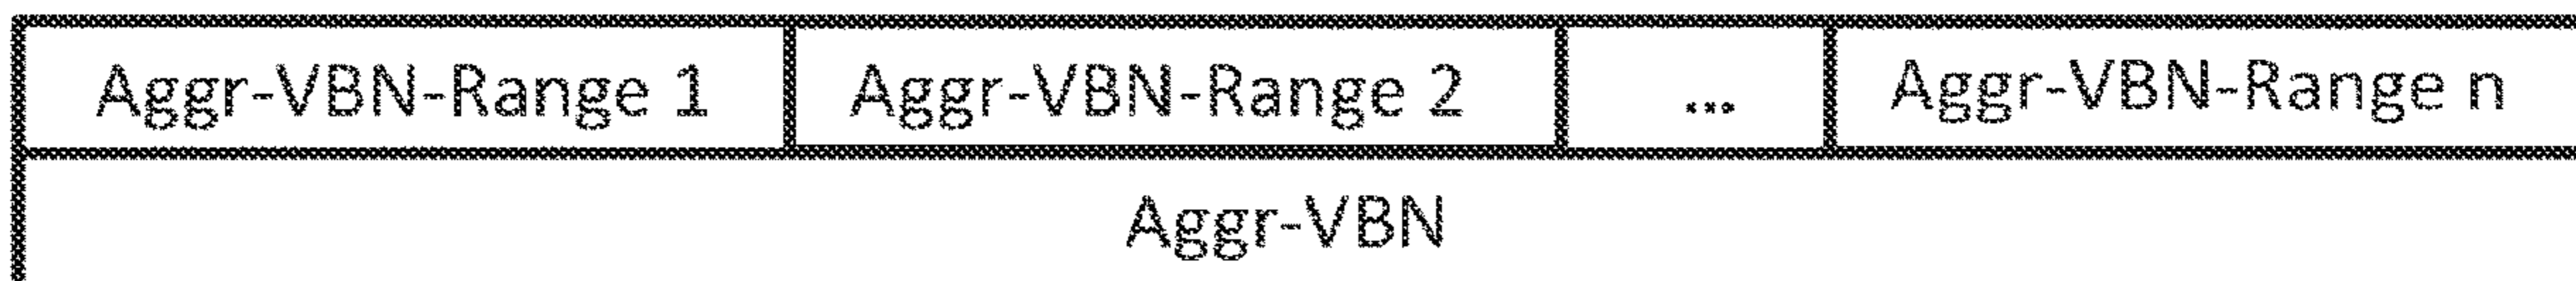 Aggr-VBN-Range 1 Aggr-VBN-Range 2 ... Aggr-VBN-Range n
Aggr-VBN